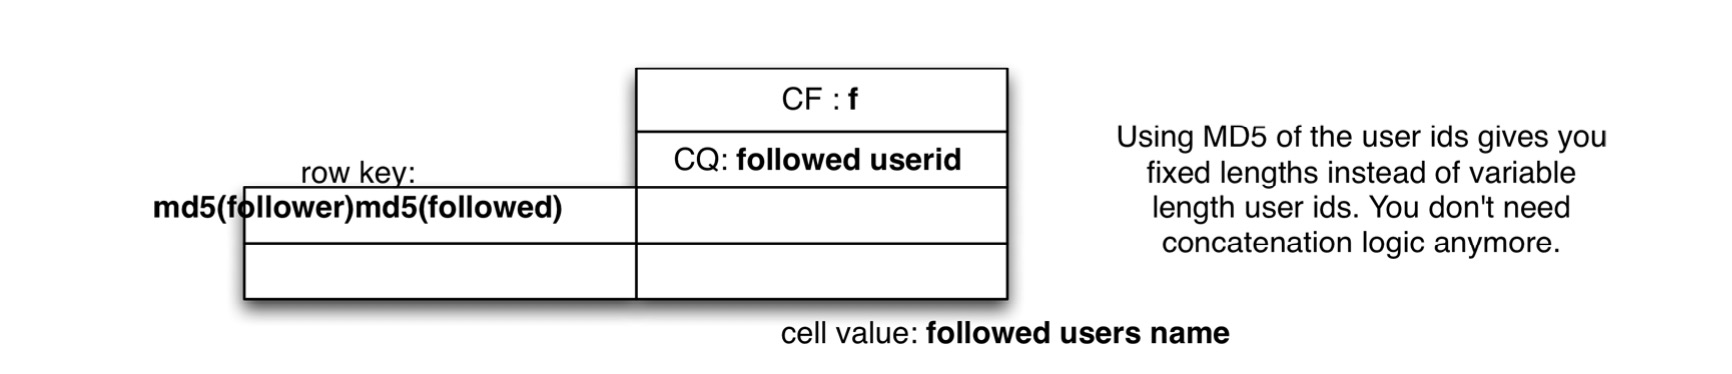 CF : f
CQ: followed userid
row key:
md5(follower)md5(followed)
Using MD5 of the user ids gives you
fixed lengths instead of variable
length user ids. You don't need
concatenation logic anymore.
cell value: followed users name